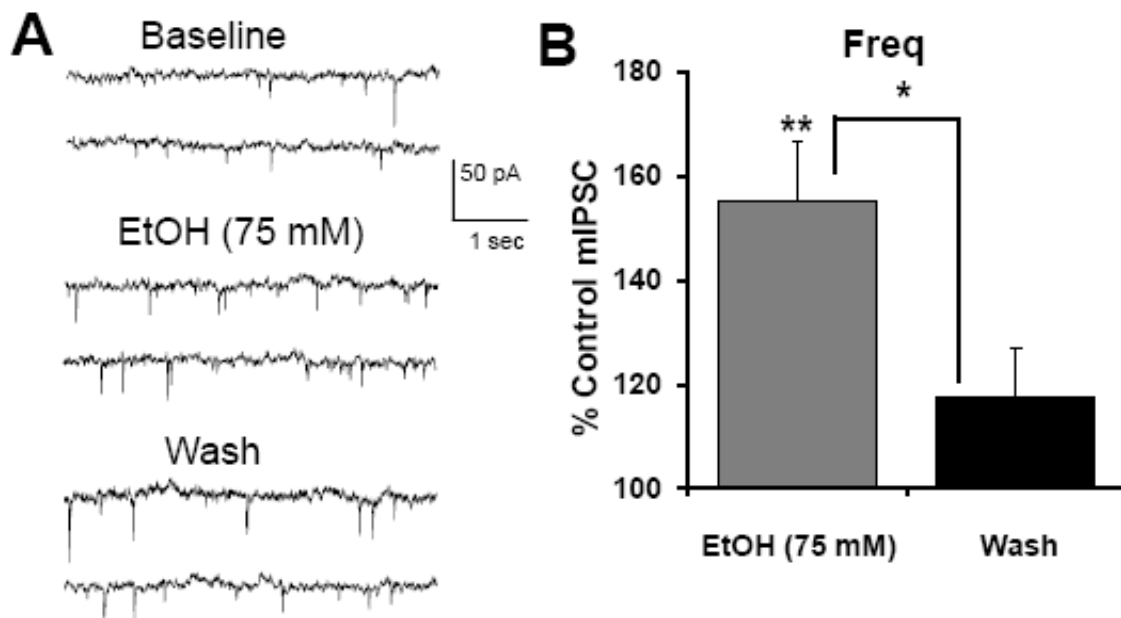 A
Baseline
50 pA
1 sec
EtOH (75 mM)
Wash
B
Freq
% Control mIPSC
180
160
140
120
100
*
**
EtOH (75 mM)
Wash